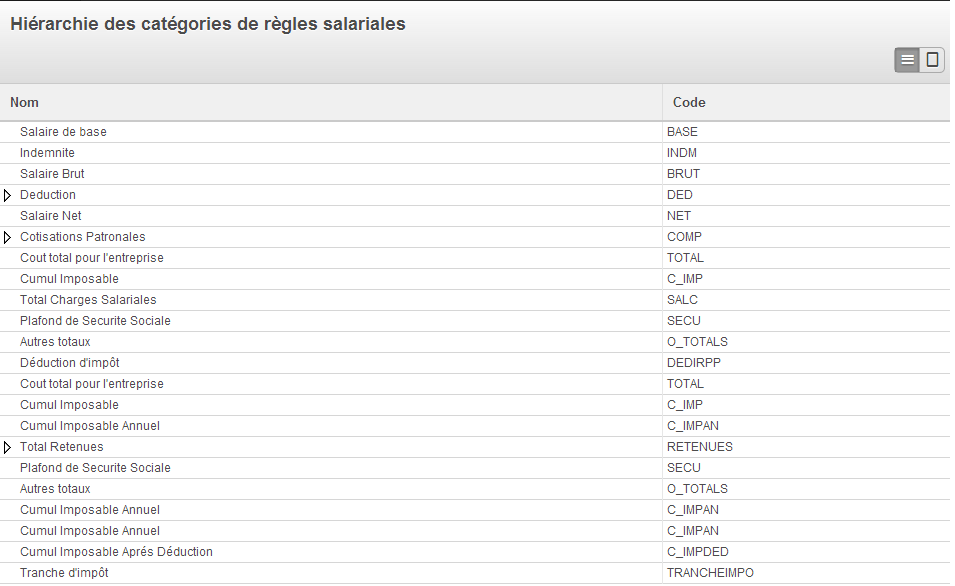 Hiérarchie des catégories de règles salariales
Nom Code
Salaire de base BASE
Indemnite INDM
Salaire Brut BRUT
Deduction DED
Salaire Net NET
Cotisations Patronales COMP
Cout total pour l'entreprise TOTAL
Cumul Imposable C_IMP
Total Charges Salariales SALC
Plafond de Securite Sociale SECU
Autres totaux O_TOTALS
Déduction d'impôt DEDIRPP
Cout total pour l'entreprise TOTAL
Cumul Imposable C_IMP
Cumul Imposable Annuel C_IMPAN
Total Retenues RETENUES
Plafond de Securite Sociale SECU
Autres totaux O_TOTALS
Cumul Imposable Annuel C_IMPAN
Cumul Imposable Annuel C_IMPAN
Cumul Imposable Aprés Déduction C_IMPDED
Tranche d'impôt TRANCHEIMPO